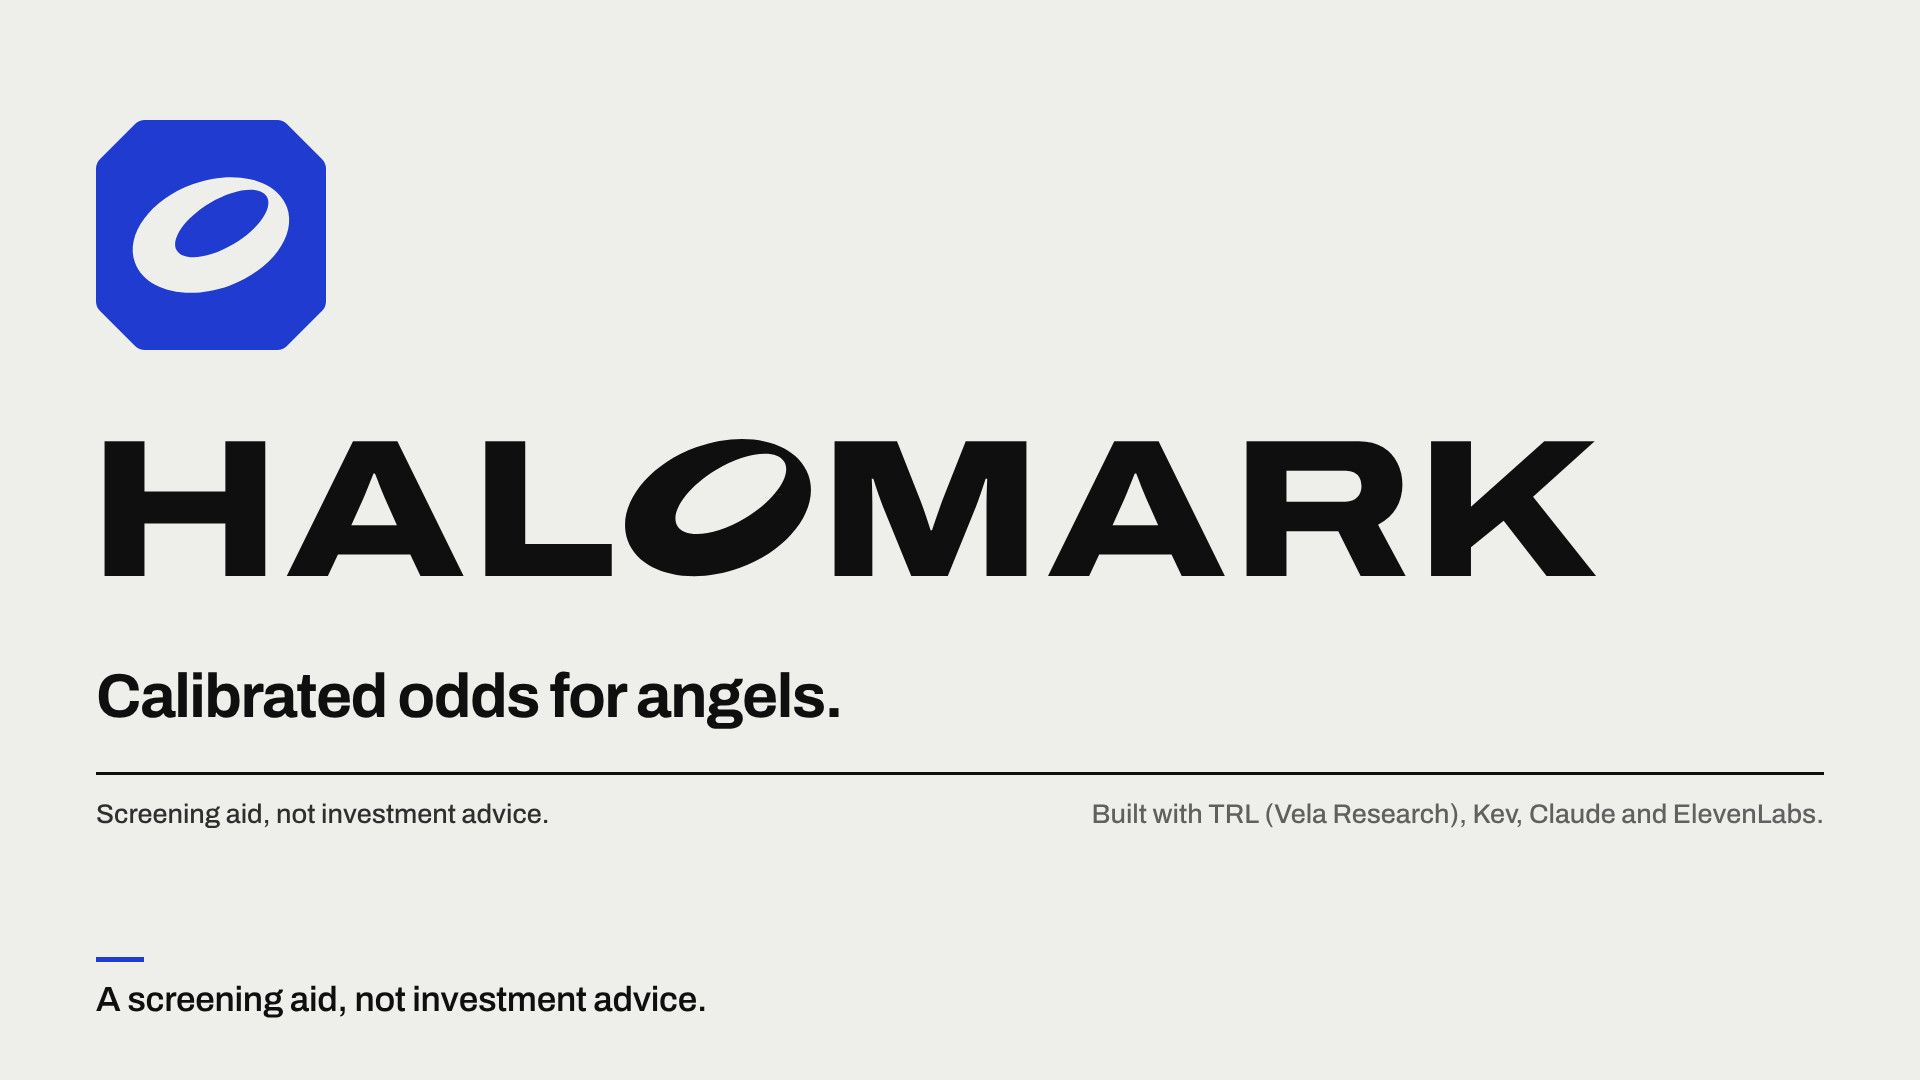 HALOMARK
Calibrated odds for angels.
Screening aid, not investment advice.
Built with TRL (Vela Research), Kev, Claude and ElevenLabs.
A screening aid, not investment advice.